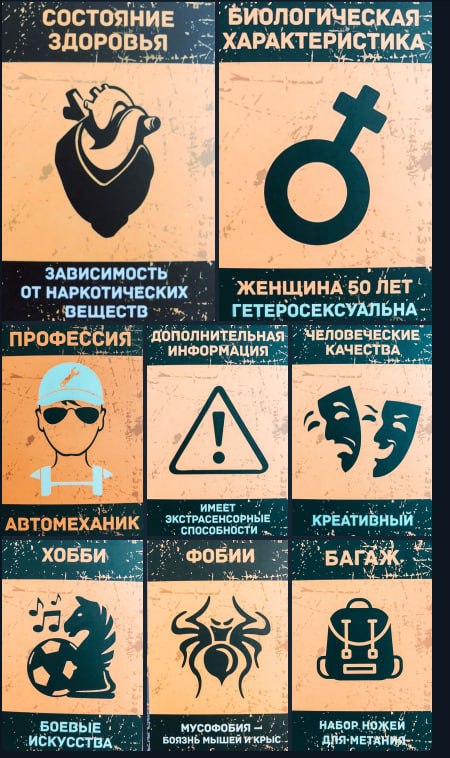 СОСТОЯНИЕ
ЗДОРОВЬЯ
ЗАВИСИМОСТЬ
ОТ НАРКОТИЧЕСКИХ
ВЕЩЕСТВ
БИОЛОГИЧЕСКАЯ
ХАРАКТЕРИСТИКА
ЖЕНЩИНА 50 ЛЕТ
ГЕТЕРОСЕКСУАЛЬНА
ПРОФЕССИЯ
АВТОМЕХАНИК
ДОПОЛНИТЕЛЬНАЯ
ИНФОРМАЦИЯ
ИМЕЕТ
ЭКСТРАСЕНСОРНЫЕ
СПОСОБНОСТИ
ЧЕЛОВЕЧЕСКИЕ
КАЧЕСТВА
КРЕАТИВНЫЙ
ХОББИ
БОЕВЫЕ
ИСКУССТВА
ФОБИИ
МУСОФОБИЯ —
БОЯЗНЬ МЫШЕЙ И КРЫС
БАГАЖ
НАБОР НОЖЕЙ
ДЛЯ МЕТАНИЯ